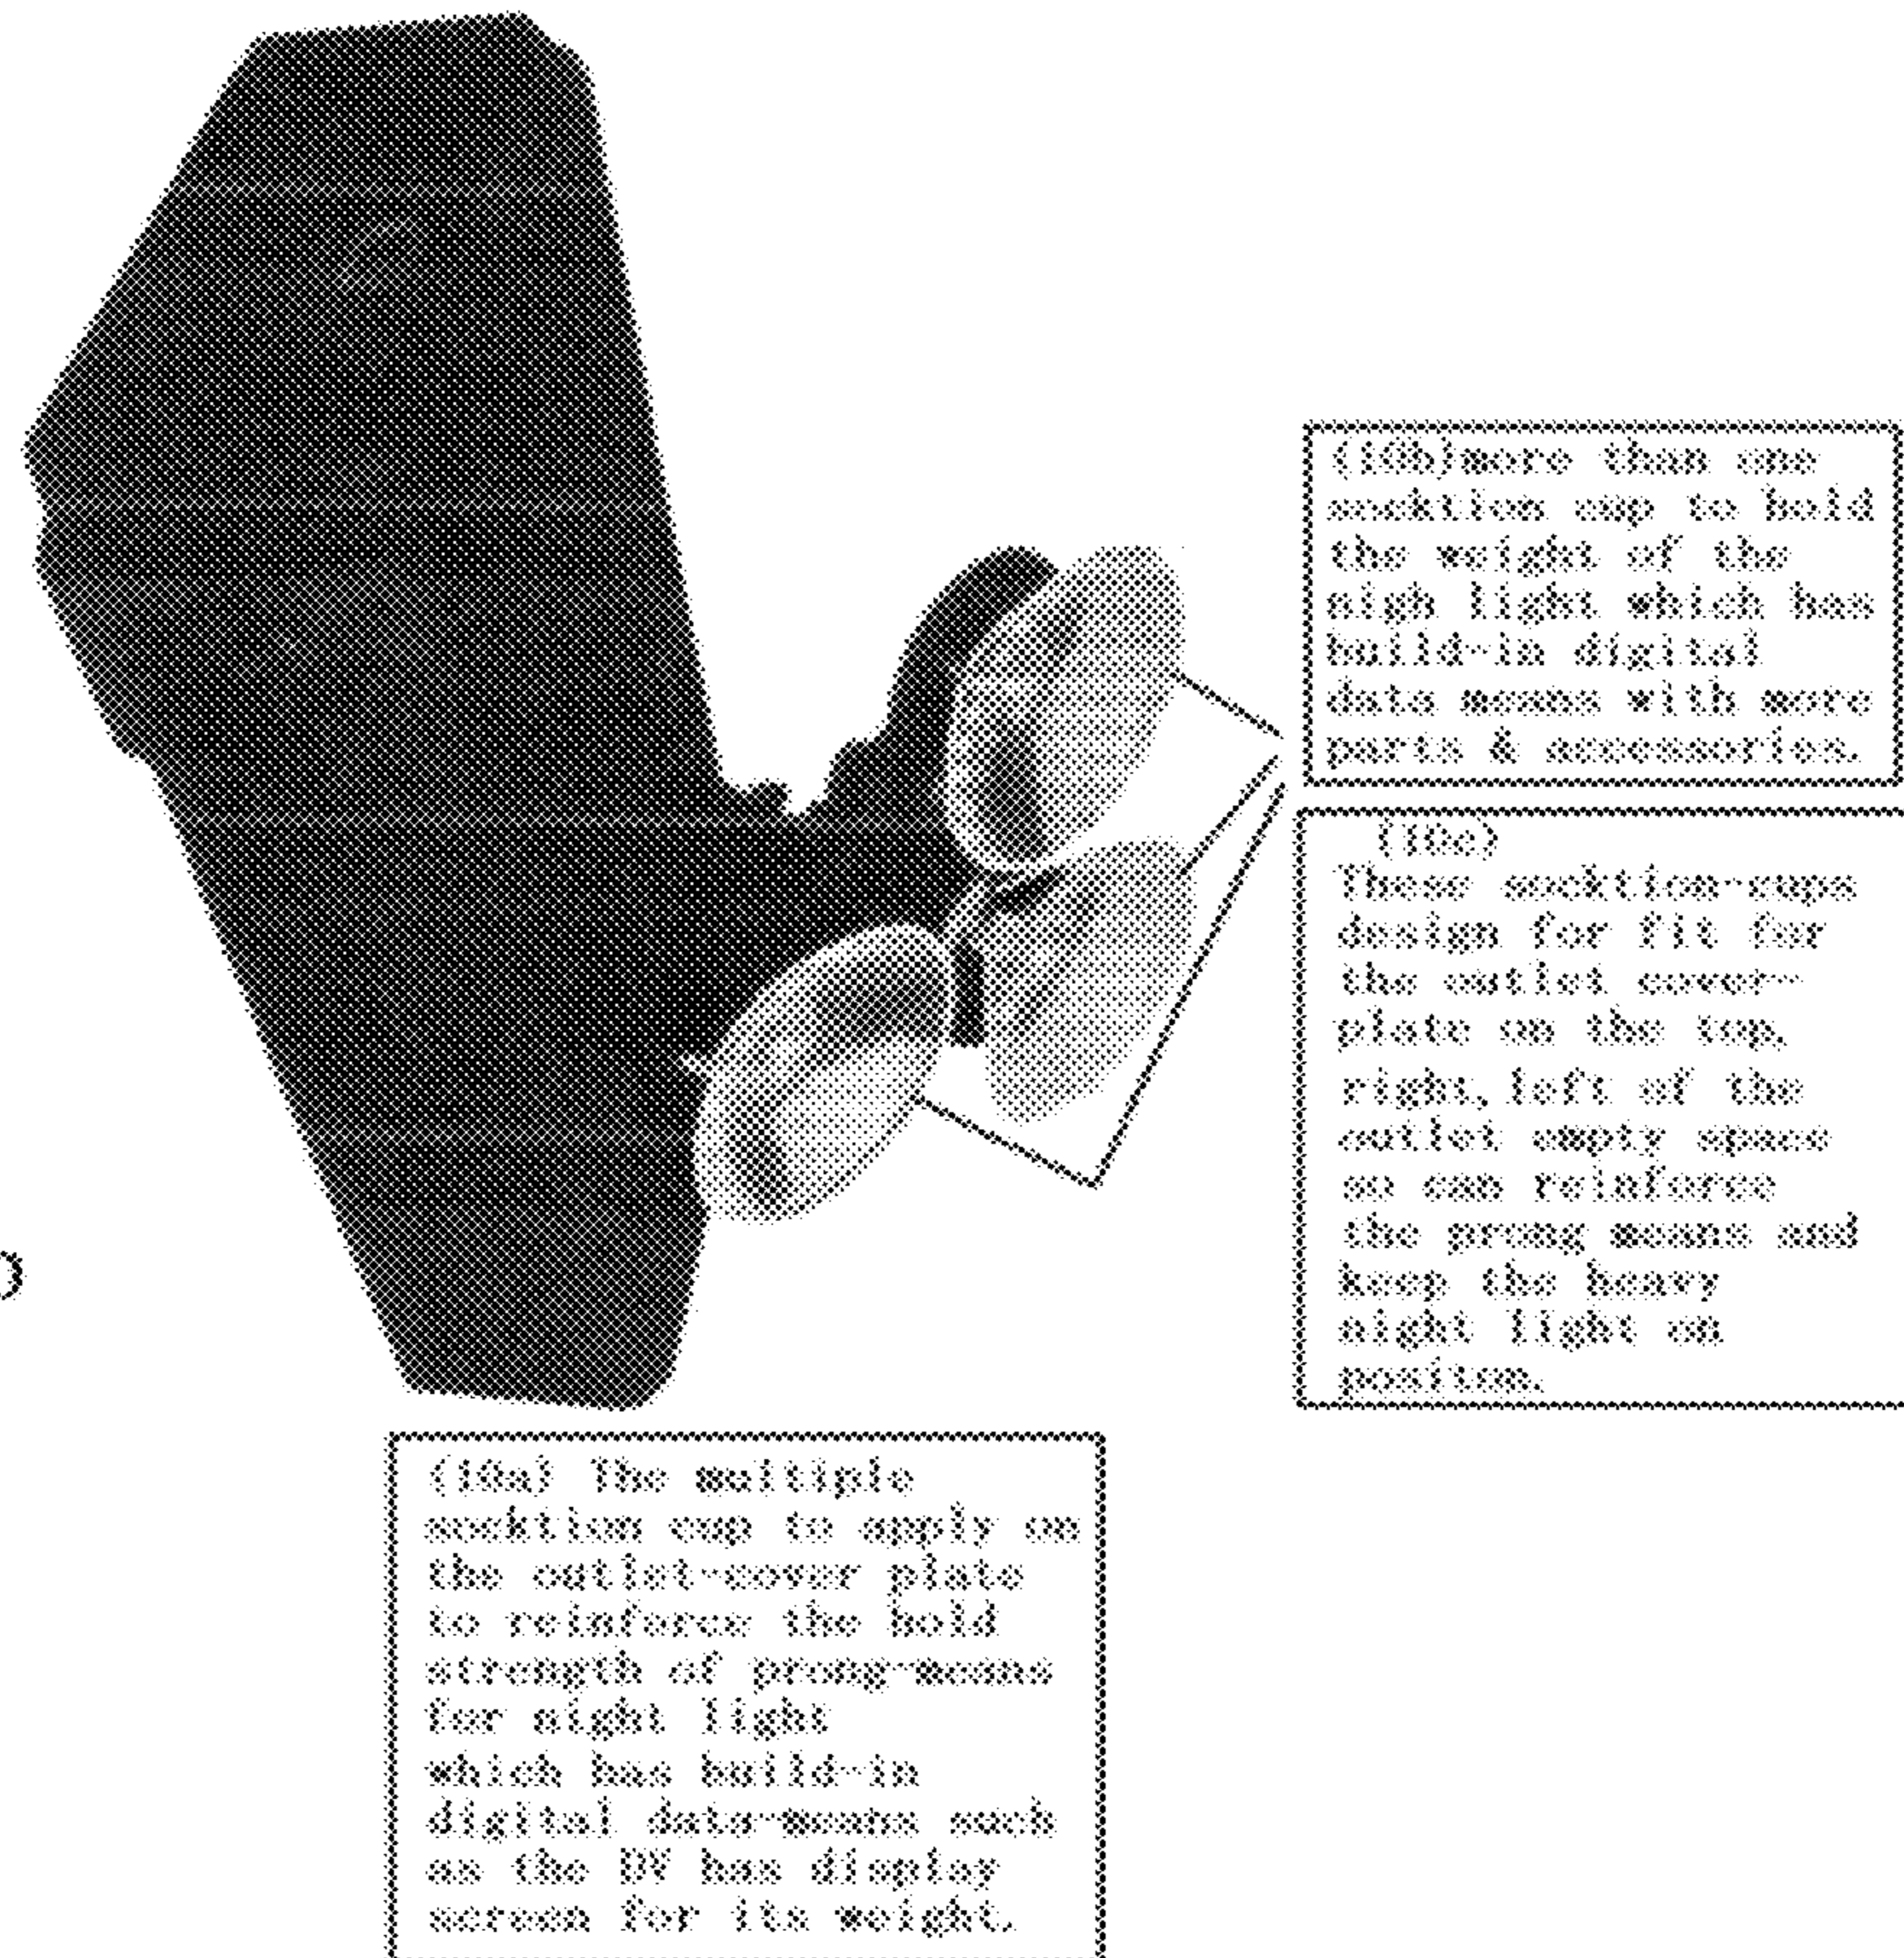 (10b)more than one
socktion cup to hold
the weight of the
nigh light which has
build-in digital
data means with more
parts & accessories.
(10c)
These socktion-cups
design for fit for
the outlet cover-
plate on the top,
right, left of the
outlet empty space
so can reinforce
the prong means and
keep the heavy
night light on
positon.
(10a) The multiple
socktion cup to apply on
the outlet-cover plate
to reinforce the hold
strength of prong-means
for night light
which has build-in
digital data-means such
as the DV has display
screen for its weight.